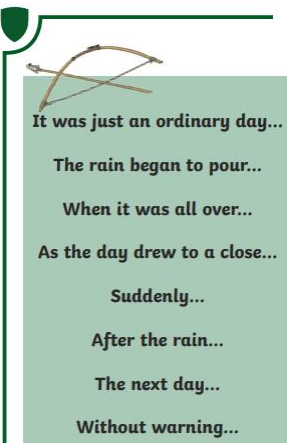 It was just an ordinary day...
The rain began to pour...
When it was all over...
As the day drew to a close...
Suddenly...
After the rain...
The next day...
Without warning...